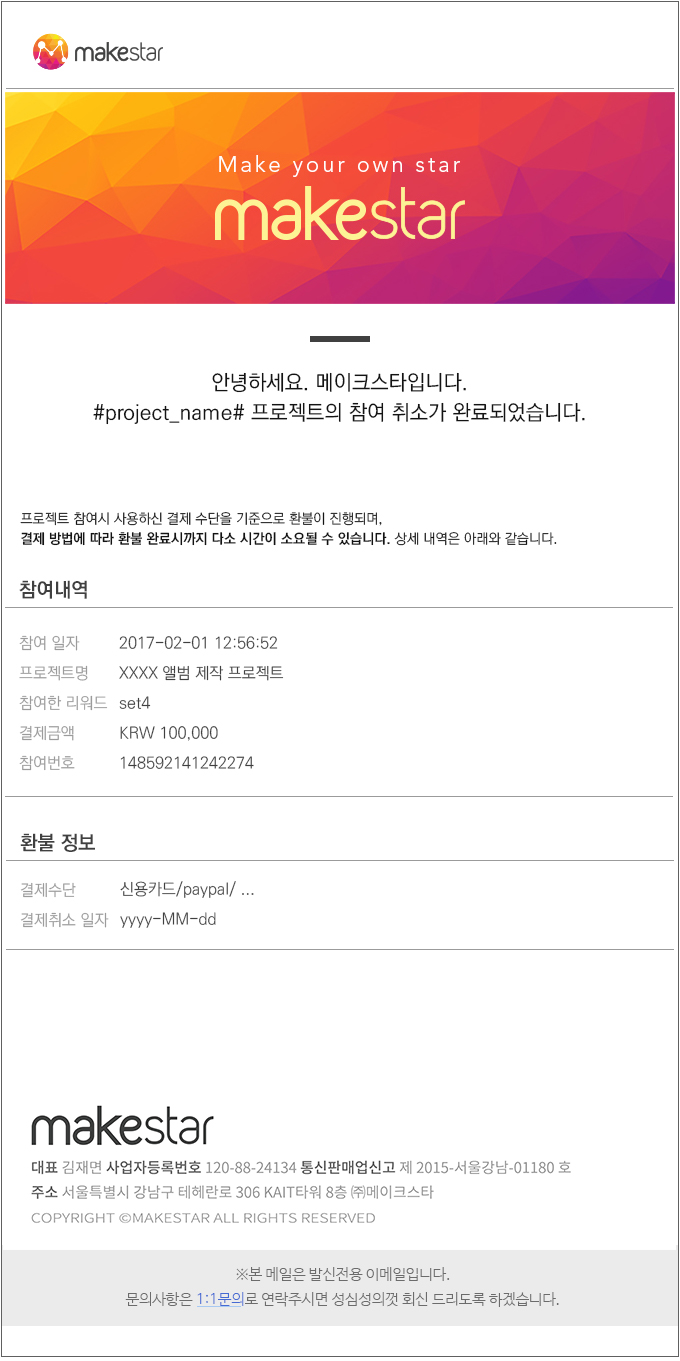 makestar
Make your own star
makestar
안녕하세요. 메이크스타입니다.
#project_name# 프로젝트의 참여 취소가 완료되었습니다.
프로젝트 참여시 사용하신 결제 수단을 기준으로 환불이 진행되며,
결제 방법에 따라 환불 완료시까지 다소 시간이 소요될 수 있습니다. 상세 내역은 아래와 같습니다.
참여내역
참여 일자 2017-02-01 12:56:52
프로젝트명 XXXX 앨범 제작 프로젝트
참여한 리워드 set4
결제금액 KRW 100,000
참여번호 148592141242274
환불 정보
결제수단 신용카드/paypal/ ...
결제취소 일자 yyyy-MM-dd
makestar
대표 김재면 사업자등록번호 120-88-24134 통신판매업신고 제 2015-서울강남-01180 호
주소 서울특별시 강남구 테헤란로 306 KAIT타워 8층 ㈜메이크스타
COPYRIGHT ©MAKESTAR ALL RIGHTS RESERVED
※본 메일은 발신전용 이메일입니다.
문의사항은 1:1문의로 연락주시면 성심성의껏 회신 드리도록 하겠습니다.